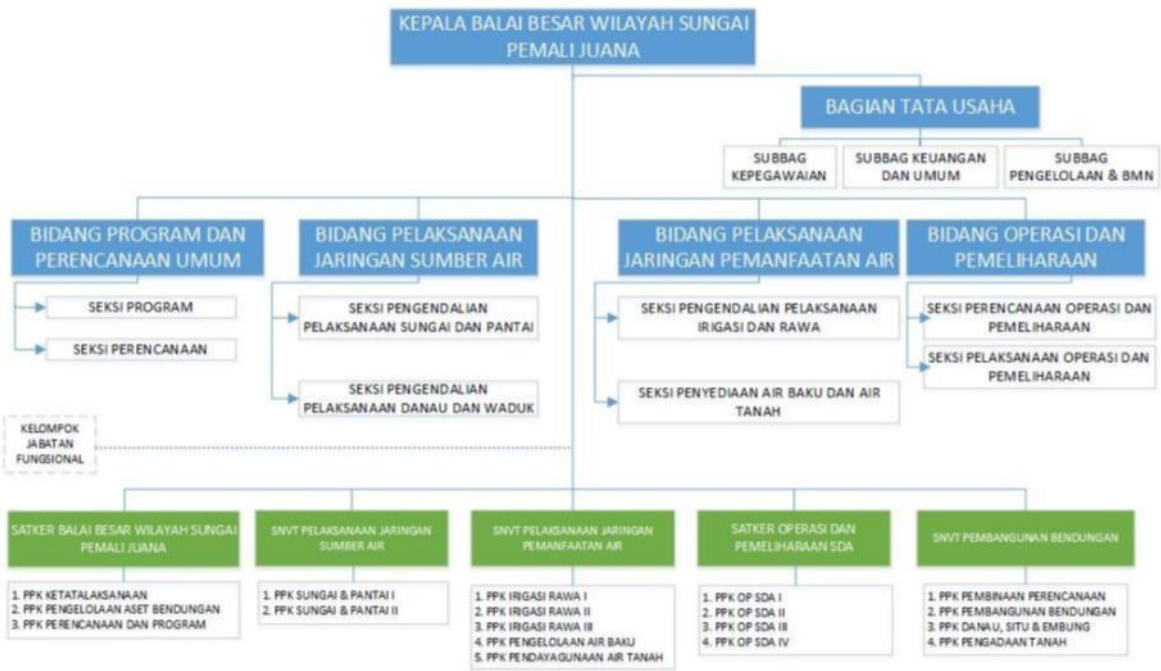 KEPALA BALAI BESAR WILAYAH SUNGAI
PEMALI JUANA
BAGIAN TATA USAHA
SUBBAG
KEPEGAWAIAN
SUBBAG KEUANGAN
DAN UMUM
SUBBAG
PENGELOLAAN & BMN
BIDANG PROGRAM DAN
PERENCANAAN UMUM
SEKSI PROGRAM
SEKSI PERENCANAAN
BIDANG PELAKSANAAN
JARINGAN SUMBER AIR
SEKSI PENGENDALIAN
PELAKSANAAN SUNGAI DAN PANTAI
SEKSI PENGENDALIAN
PELAKSANAAN DANAU DAN WADUK
BIDANG PELAKSANAAN
JARINGAN PEMANFAATAN AIR
SEKSI PENGENDALIAN PELAKSANAAN
IRIGASI DAN RAWA
SEKSI PENYEDIAAN AIR BAKU DAN AIR
TANAH
BIDANG OPERASI DAN
PEMELIHARAAN
SEKSI PERENCANAAN OPERASI DAN
PEMELIHARAAN
SEKSI PELAKSANAAN OPERASI DAN
PEMELIHARAAN
KELOMPOK
JABATAN
FUNGSIONAL
SATKER BALAI BESAR WILAYAH SUNGAI
PEMALI JUANA
1. PPK KETATALAKSANAAN
2. PPK PENGELOLAAN ASET BENDUNGAN
3. PPK PERENCANAAN DAN PROGRAM
SNVT PELAKSANAAN JARINGAN
SUMBER AIR
1. PPK SUNGAI & PANTAI I
2. PPK SUNGAI & PANTAI II
SNVT PELAKSANAAN JARINGAN
PEMANFAATAN AIR
1. PPK IRIGASI RAWA I
2. PPK IRIGASI RAWA II
3. PPK IRIGASI RAWA III
4. PPK PENGELOLAAN AIR BAKU
5. PPK PENDAYAGUNAAN AIR TANAH
SATKER OPERASI DAN
PEMELIHARAAN SDA
1. PPK OP SDA I
2. PPK OP SDA II
3. PPK OP SDA III
4. PPK OP SDA IV
SNVT PEMBANGUNAN BENDUNGAN
1. PPK PEMBINAAN PERENCANAAN
2. PPK PEMBANGUNAN BENDUNGAN
3. PPK DANAU, SITU & EMBUNG
4. PPK PENGADAAN TANAH